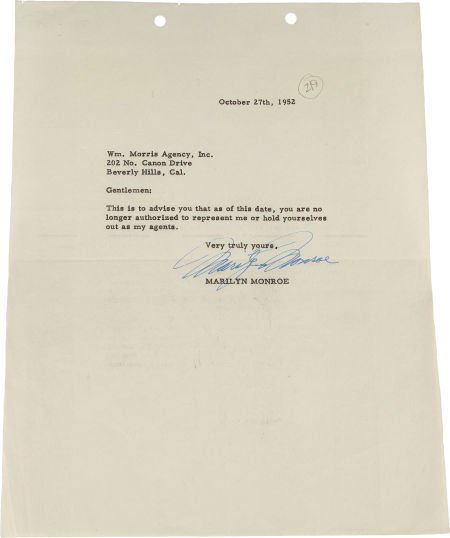 October 27th, 1952
29
Wm. Morris Agency, Inc.
202 No. Canon Drive
Beverly Hills, Cal.
Gentlemen:
This is to advise you that as of this date, you are no
longer authorized to represent me or hold yourselves
out as my agents.
Very truly yours,
Marilyn Monroe
MARILYN MONROE